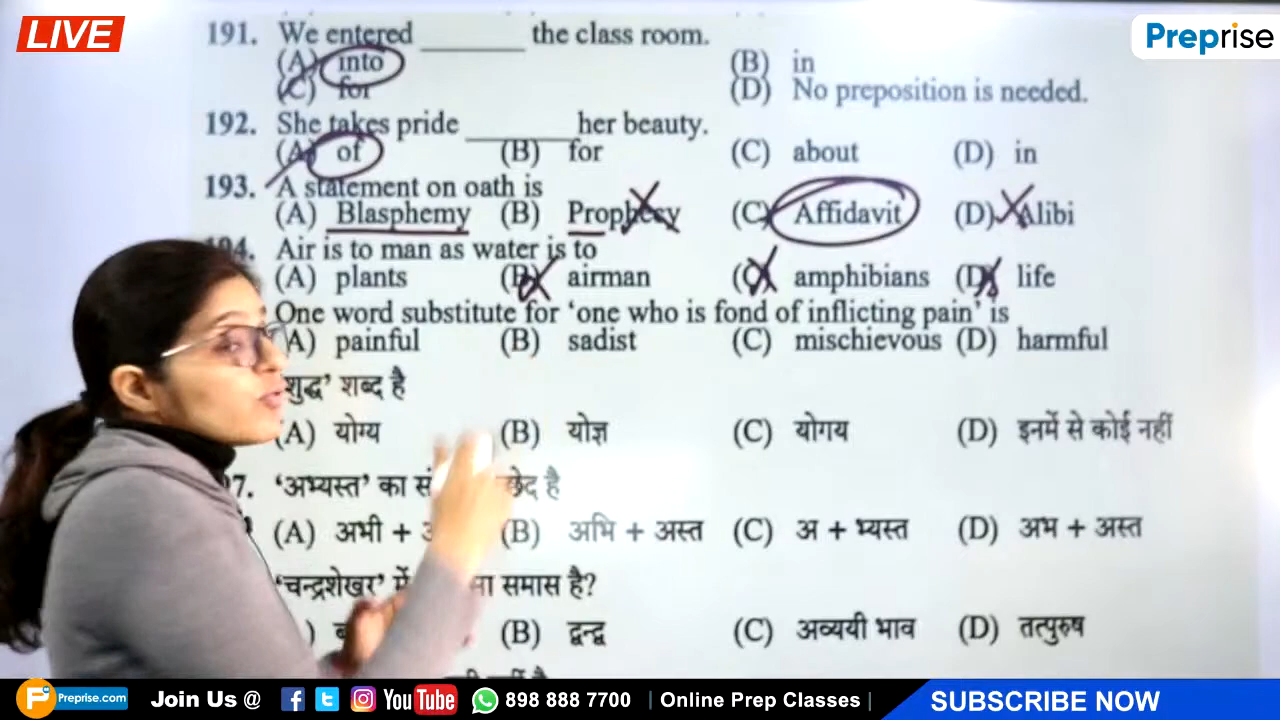 LIVE
Preprise
191. We entered ________ the class room.
(A) into (B) in
(C) for (D) No preposition is needed.
192. She takes pride ________ her beauty.
(A) of (B) for (C) about (D) in
193. A statement on oath is
(A) Blasphemy (B) Prophecy (C) Affidavit (D) Alibi
194. Air is to man as water is to
(A) plants (B) airman (C) amphibians (D) life
One word substitute for ‘one who is fond of inflicting pain’ is
A) painful (B) sadist (C) mischievous (D) harmful
शुद्ध’ शब्द है
(A) योग्य (B) योज्ञ (C) योगय (D) इनमें से कोई नहीं
7. ‘अभ्यस्त’ का है
(A) अभी + (B) अभि + अस्त (C) अ + भ्यस्त (D) अभ + अस्त
‘चन्द्रशेखर’ में समास है?
) (B) द्वन्द्व (C) अव्ययी भाव (D) तत्पुरुष
Preprise.com Join Us @ YouTube 898 888 7700 | Online Prep Classes | SUBSCRIBE NOW